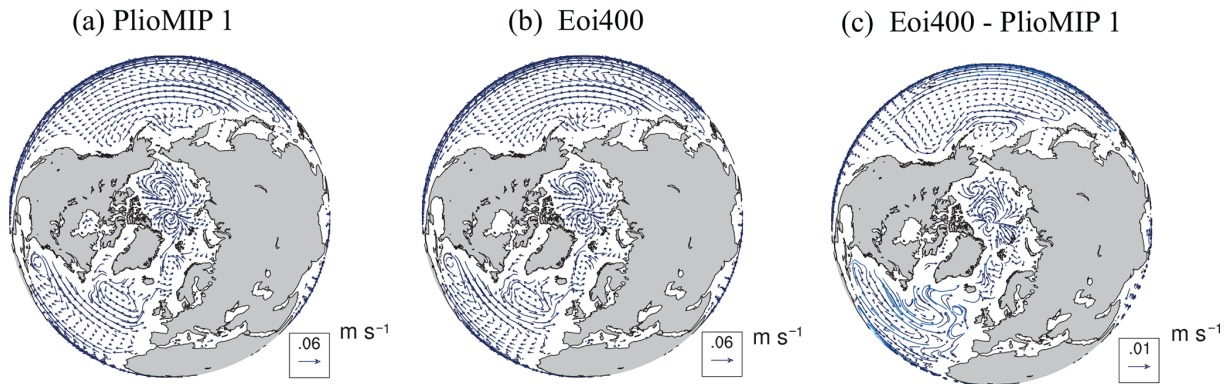 (a) PlioMIP 1
(b) Eoi400
(c) Eoi400 - PlioMIP 1
.06
m s⁻¹
.06
m s⁻¹
.01
m s⁻¹